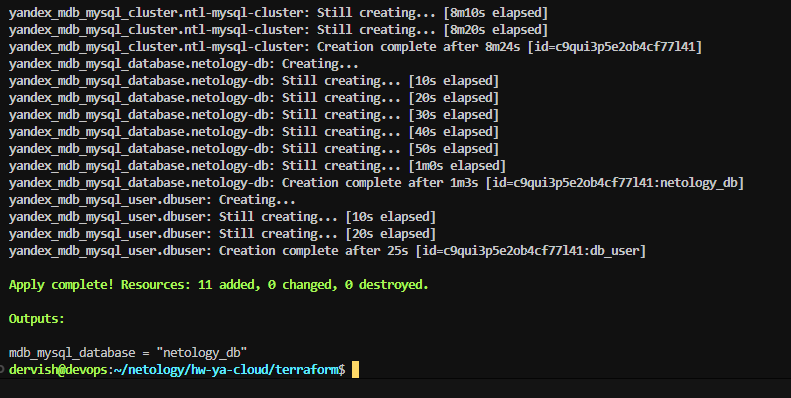 yandex_mdb_mysql_cluster.ntl-mysql-cluster: Still creating... [8m10s elapsed]
yandex_mdb_mysql_cluster.ntl-mysql-cluster: Still creating... [8m20s elapsed]
yandex_mdb_mysql_cluster.ntl-mysql-cluster: Creation complete after 8m24s [id=c9qui3p5e2ob4cf77l41]
yandex_mdb_mysql_database.netology-db: Creating...
yandex_mdb_mysql_database.netology-db: Still creating... [10s elapsed]
yandex_mdb_mysql_database.netology-db: Still creating... [20s elapsed]
yandex_mdb_mysql_database.netology-db: Still creating... [30s elapsed]
yandex_mdb_mysql_database.netology-db: Still creating... [40s elapsed]
yandex_mdb_mysql_database.netology-db: Still creating... [50s elapsed]
yandex_mdb_mysql_database.netology-db: Still creating... [1m0s elapsed]
yandex_mdb_mysql_database.netology-db: Creation complete after 1m3s [id=c9qui3p5e2ob4cf77l41:netology_db]
yandex_mdb_mysql_user.dbuser: Creating...
yandex_mdb_mysql_user.dbuser: Still creating... [10s elapsed]
yandex_mdb_mysql_user.dbuser: Still creating... [20s elapsed]
yandex_mdb_mysql_user.dbuser: Creation complete after 25s [id=c9qui3p5e2ob4cf77l41:db_user]
Apply complete! Resources: 11 added, 0 changed, 0 destroyed.
Outputs:
mdb_mysql_database = "netology_db"
dervish@devops:~/netology/hw-ya-cloud/terraform$